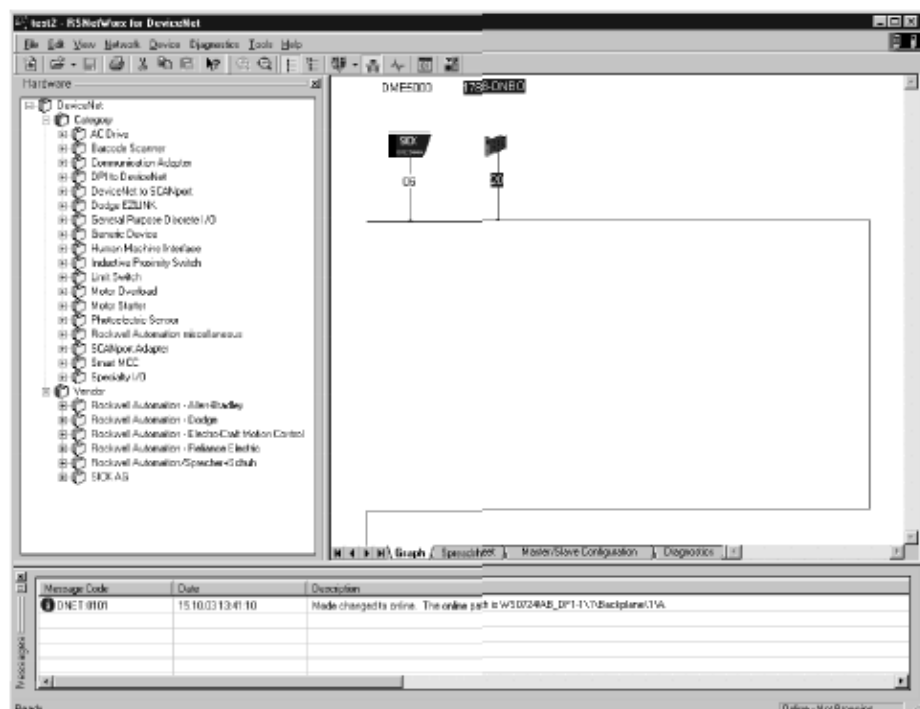 test2 - RSNetWorx for DeviceNet
File Edit View Network Device Diagnostics Tools Help
Hardware
DeviceNet
Category
AC Drive
Barcode Scanner
Communication Adapter
DPI to DeviceNet
DeviceNet to SCANport
Dodge EZLINK
General Purpose Discrete I/O
Generic Device
Human Machine Interface
Inductive Proximity Switch
Limit Switch
Motor Overload
Motor Starter
Photoelectric Sensor
Rockwell Automation miscellaneous
SCANport Adapter
Smart MCC
Specialty I/O
Vendor
Rockwell Automation - Allen-Bradley
Rockwell Automation - Dodge
Rockwell Automation - Electro-Craft Motion Control
Rockwell Automation - Reliance Electric
Rockwell Automation/Sprecher+Schuh
SICK AG
DME5000
SICK
06
Graph Spreadsheet Master/Slave Configuration Diagnostics
Messages
Message Code Date Description
DNET:0101 15.10.03 13:41:10 Mode changed to online. The online path is
Ready
Online - Not Browsing